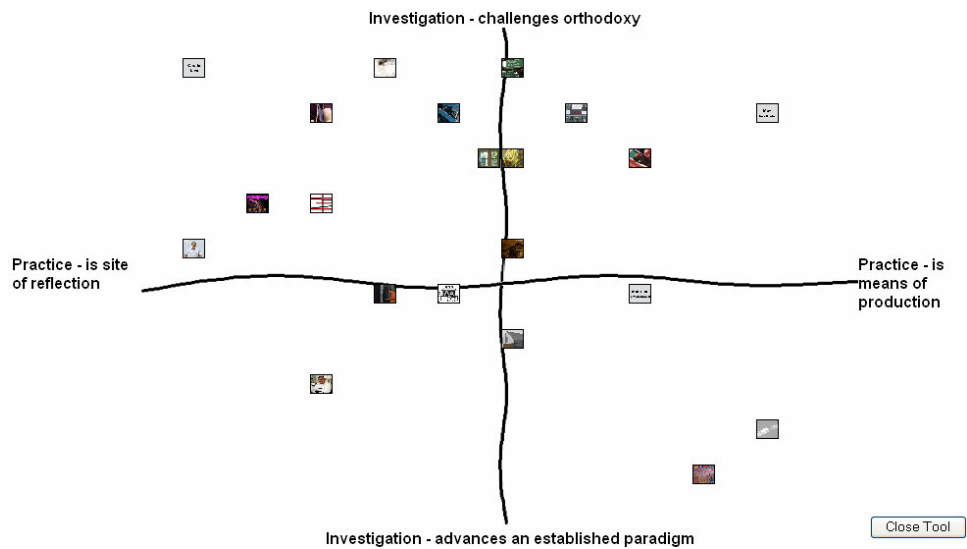 Investigation - challenges orthodoxy
Practice - is site
of reflection
Practice - is
means of
production
Investigation - advances an established paradigm
Close Tool